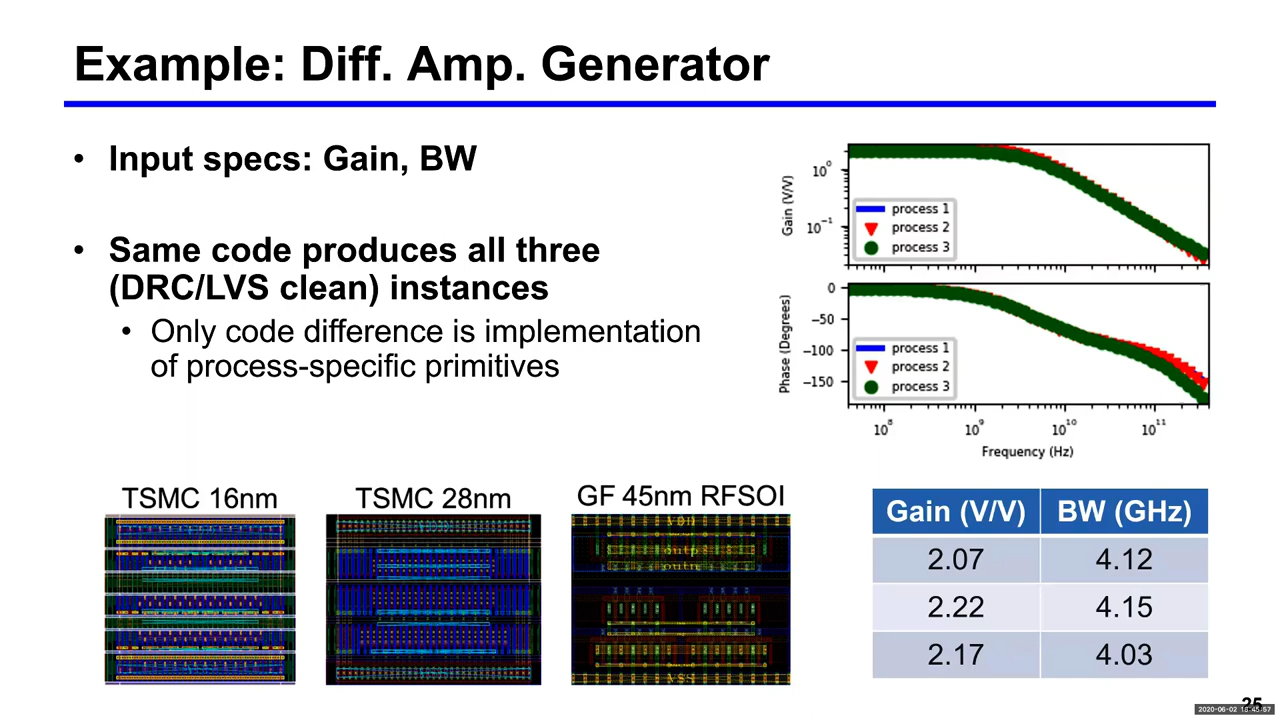 Example: Diff. Amp. Generator
• Input specs: Gain, BW
• Same code produces all three
(DRC/LVS clean) instances
• Only code difference is implementation
of process-specific primitives
Gain (V/V)
10⁰
10⁻¹
process 1
process 2
process 3
Phase (Degrees)
0
−50
−100
−150
process 1
process 2
process 3
10⁸ 10⁹ 10¹⁰ 10¹¹
Frequency (Hz)
TSMC 16nm
TSMC 28nm
GF 45nm RFSOI
VDD
outp
outn
VSS
Gain (V/V) BW (GHz)
2.07 4.12
2.22 4.15
2.17 4.03
25